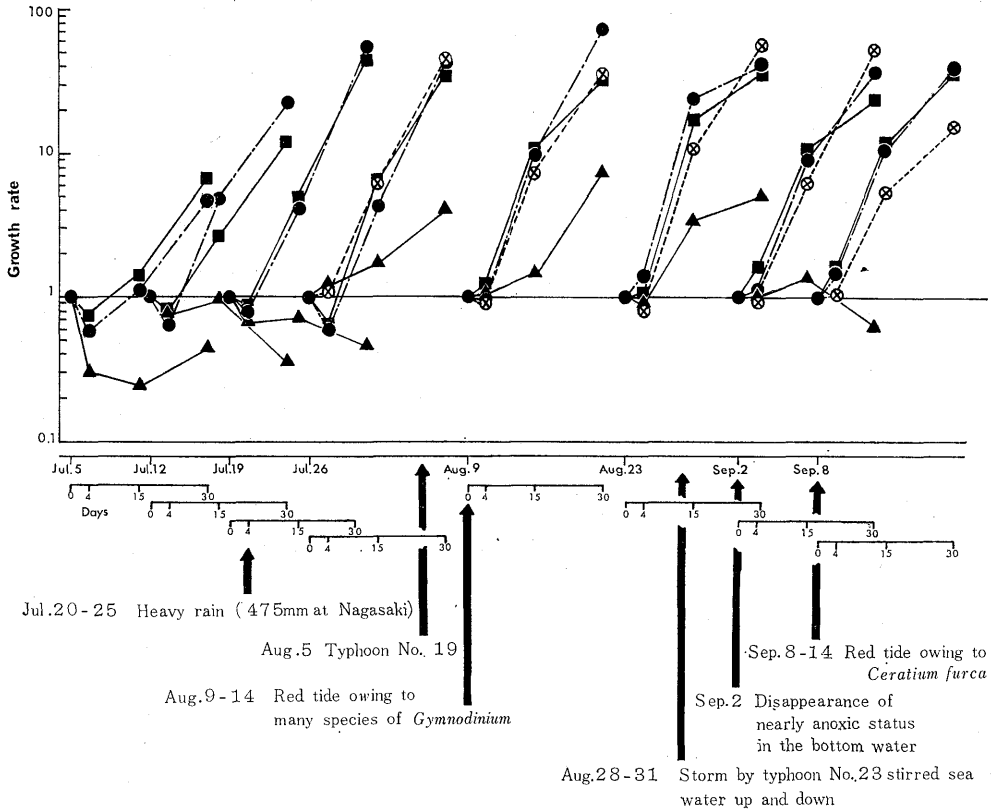 100
10
1
0.1
Growth rate
Jul.5 Jul.12 Jul.19 Jul.26 Aug.9 Aug.23 Sep.2 Sep.8
0 4 15 30
Days
0 4 15 30
0 4 15 30
0 4 15 30
0 4 15 30
0 4 15 30
0 4 15 30
0 4 15 30
Jul.20-25 Heavy rain (475mm at Nagasaki)
Aug.5 Typhoon No. 19
Aug.9-14 Red tide owing to
many species of Gymnodinium
Sep.8-14 Red tide owing to
Ceratium furca
Sep.2 Disappearance of
nearly anoxic status
in the bottom water
Aug.28-31 Storm by typhoon No.23 stirred sea
water up and down